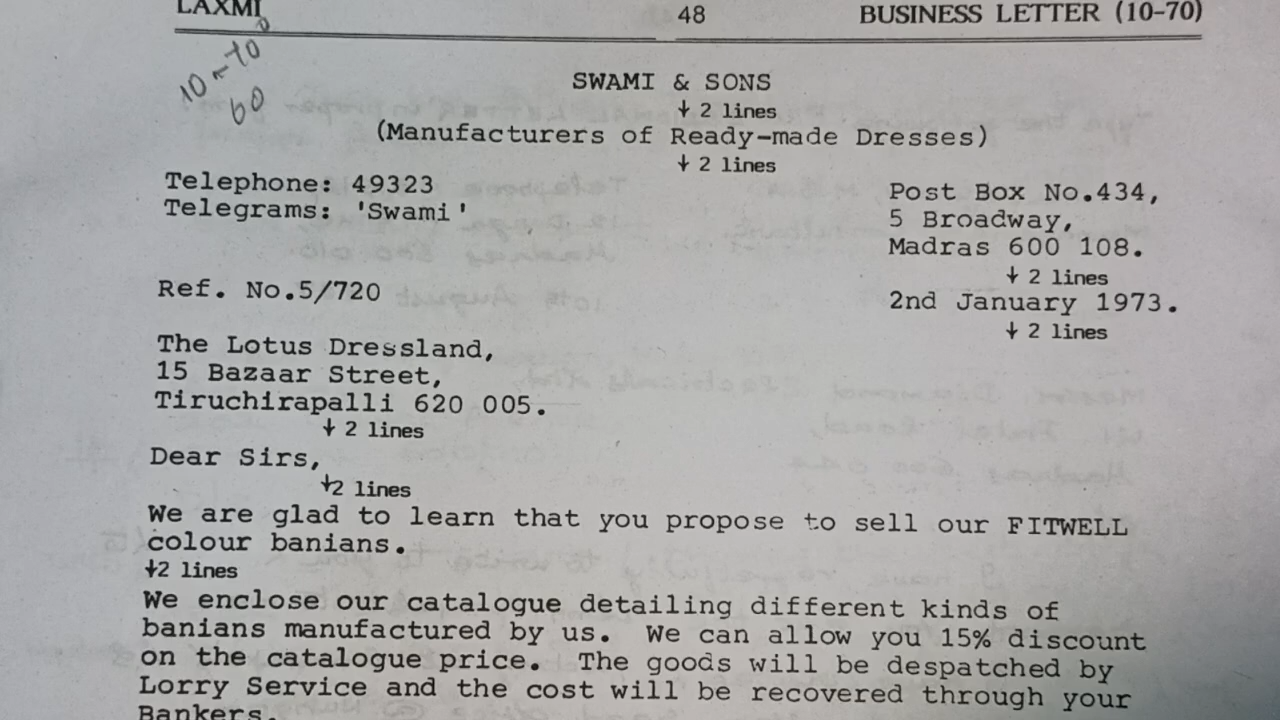 LAXMI 48 BUSINESS LETTER (10-70)
10-70
60
SWAMI & SONS
↓ 2 lines
(Manufacturers of Ready-made Dresses)
↓ 2 lines
Telephone: 49323
Telegrams: 'Swami'
Post Box No.434,
5 Broadway,
Madras 600 108.
↓ 2 lines
Ref. No.5/720
2nd January 1973.
↓ 2 lines
The Lotus Dressland,
15 Bazaar Street,
Tiruchirapalli 620 005.
↓ 2 lines
Dear Sirs,
↓2 lines
We are glad to learn that you propose to sell our FITWELL
colour banians.
↓2 lines
We enclose our catalogue detailing different kinds of
banians manufactured by us. We can allow you 15% discount
on the catalogue price. The goods will be despatched by
Lorry Service and the cost will be recovered through your
Bankers.